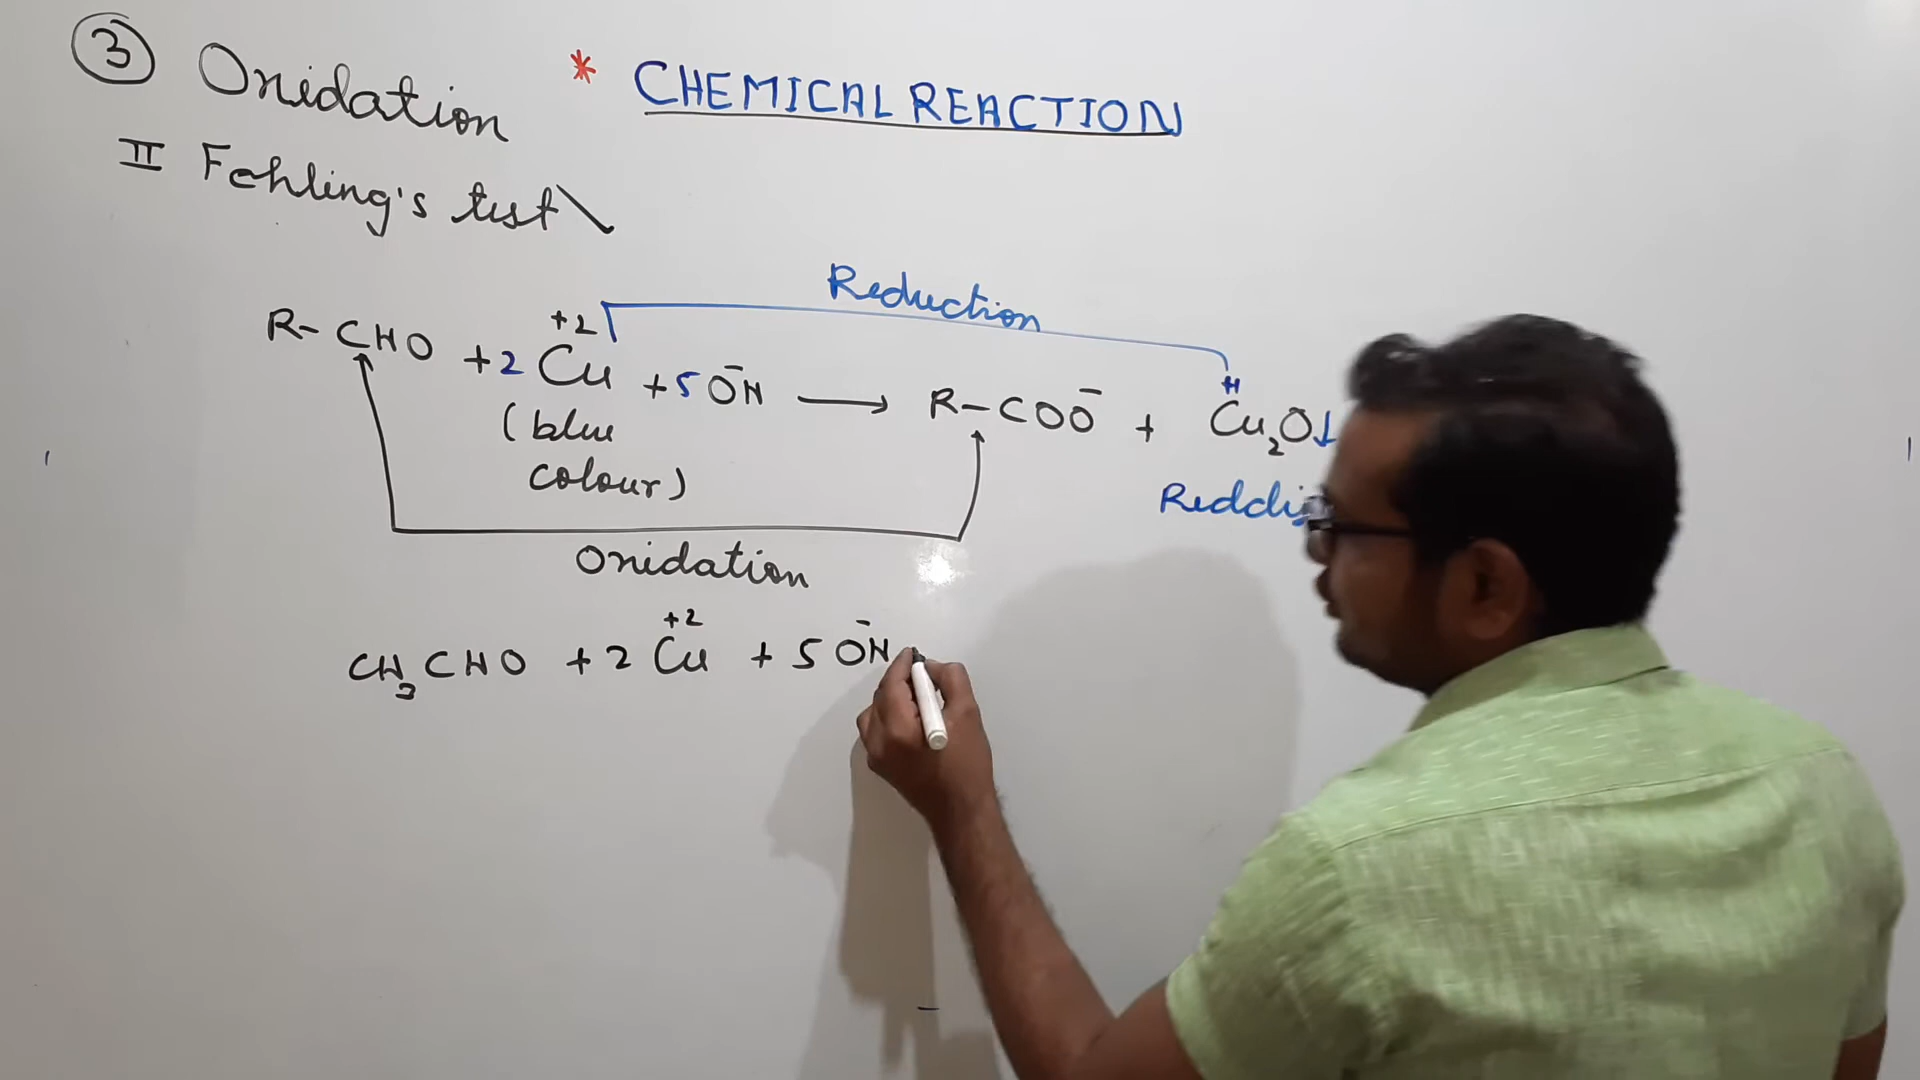 ③ Oxidation
* CHEMICAL REACTION
II Fehling's test
Reduction
R-CHO + 2 Cu⁺² + 5 OH⁻ → R-COO⁻ + Cu₂O↓
(blue
colour)
Oxidation
CH₃CHO + 2 Cu⁺² + 5 OH⁻